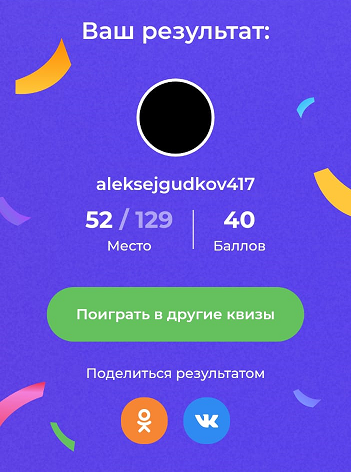 Ваш результат:
aleksejgudkov417
52 / 129
Место
40
Баллов
Поиграть в другие квизы
Поделиться результатом